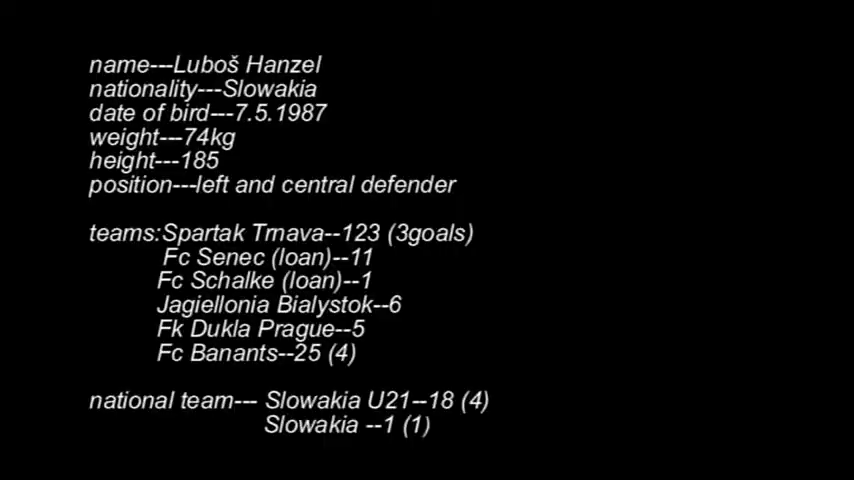 name---Luboš Hanzel
nationality---Slowakia
date of bird---7.5.1987
weight---74kg
height---185
position---left and central defender
teams:Spartak Trnava--123 (3goals)
Fc Senec (loan)--11
Fc Schalke (loan)--1
Jagiellonia Bialystok--6
Fk Dukla Prague--5
Fc Banants--25 (4)
national team--- Slowakia U21--18 (4)
Slowakia --1 (1)